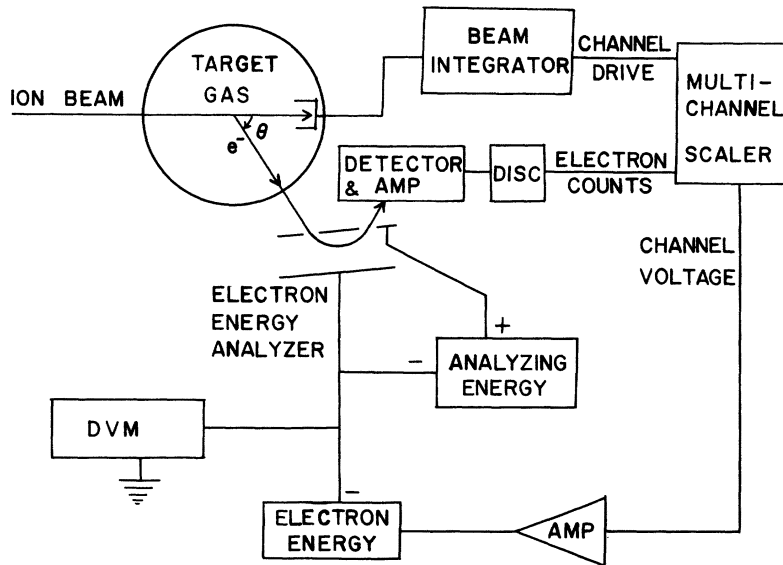 ION BEAM
TARGET
GAS
θ
e⁻
BEAM
INTEGRATOR
CHANNEL
DRIVE
MULTI-
CHANNEL
SCALER
DETECTOR
& AMP
DISC
ELECTRON
COUNTS
CHANNEL
VOLTAGE
ELECTRON
ENERGY
ANALYZER
+
-
ANALYZING
ENERGY
DVM
-
ELECTRON
ENERGY
AMP